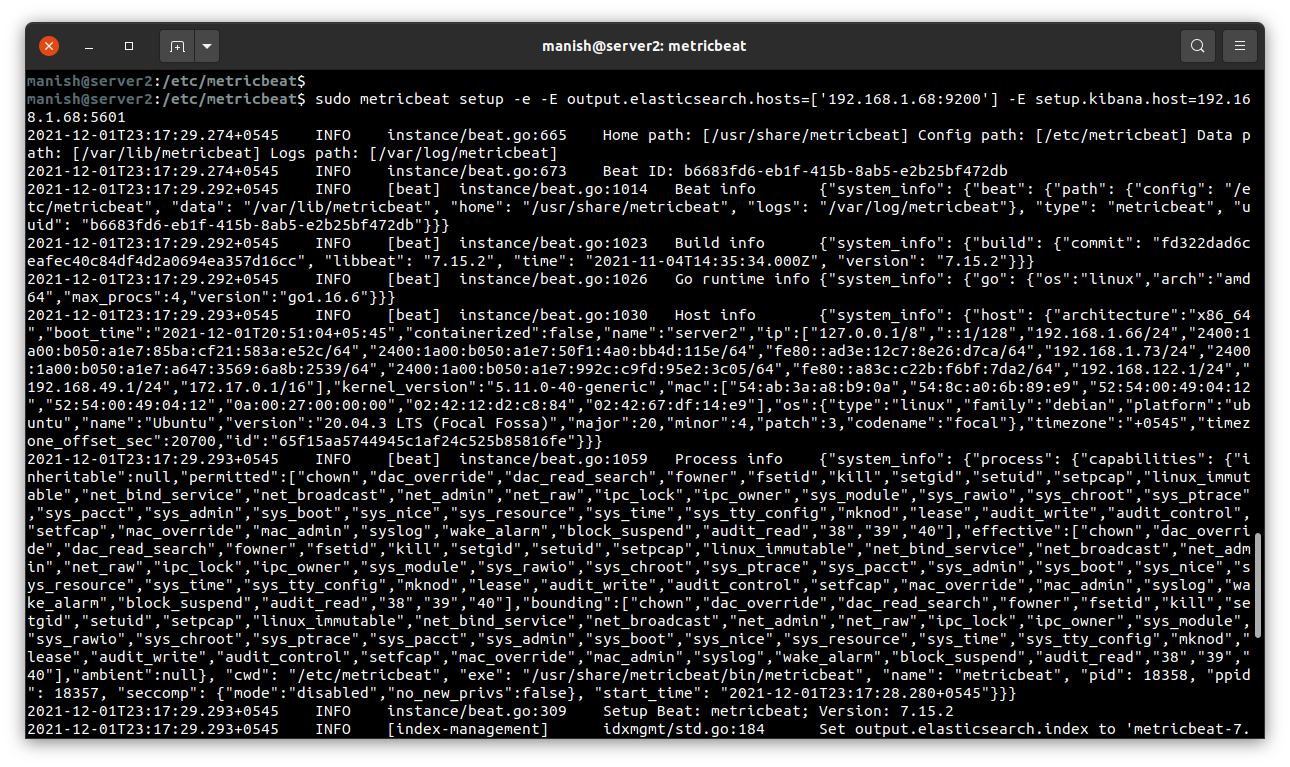 manish@server2: metricbeat
manish@server2:/etc/metricbeat$
manish@server2:/etc/metricbeat$ sudo metricbeat setup -e -E output.elasticsearch.hosts=['192.168.1.68:9200'] -E setup.kibana.host=192.16
8.1.68:5601
2021-12-01T23:17:29.274+0545    INFO    instance/beat.go:665    Home path: [/usr/share/metricbeat] Config path: [/etc/metricbeat] Data p
ath: [/var/lib/metricbeat] Logs path: [/var/log/metricbeat]
2021-12-01T23:17:29.274+0545    INFO    instance/beat.go:673    Beat ID: b6683fd6-eb1f-415b-8ab5-e2b25bf472db
2021-12-01T23:17:29.292+0545    INFO    [beat]  instance/beat.go:1014   Beat info       {"system_info": {"beat": {"path": {"config": "/e
tc/metricbeat", "data": "/var/lib/metricbeat", "home": "/usr/share/metricbeat", "logs": "/var/log/metricbeat"}, "type": "metricbeat", "u
uid": "b6683fd6-eb1f-415b-8ab5-e2b25bf472db"}}}
2021-12-01T23:17:29.292+0545    INFO    [beat]  instance/beat.go:1023   Build info      {"system_info": {"build": {"commit": "fd322dad6c
eafec40c84df4d2a0694ea357d16cc", "libbeat": "7.15.2", "time": "2021-11-04T14:35:34.000Z", "version": "7.15.2"}}}
2021-12-01T23:17:29.292+0545    INFO    [beat]  instance/beat.go:1026   Go runtime info {"system_info": {"go": {"os":"linux","arch":"amd
64","max_procs":4,"version":"go1.16.6"}}}
2021-12-01T23:17:29.293+0545    INFO    [beat]  instance/beat.go:1030   Host info       {"system_info": {"host": {"architecture":"x86_64
","boot_time":"2021-12-01T20:51:04+05:45","containerized":false,"name":"server2","ip":["127.0.0.1/8","::1/128","192.168.1.66/24","2400:1
a00:b050:a1e7:85ba:cf21:583a:e52c/64","2400:1a00:b050:a1e7:50f1:4a0:bb4d:115e/64","fe80::ad3e:12c7:8e26:d7ca/64","192.168.1.73/24","2400
:1a00:b050:a1e7:a647:3569:6a8b:2539/64","2400:1a00:b050:a1e7:992c:c9fd:95e2:3c05/64","fe80::a83c:c22b:f6bf:7da2/64","192.168.122.1/24","
192.168.49.1/24","172.17.0.1/16"],"kernel_version":"5.11.0-40-generic","mac":["54:ab:3a:a8:b9:0a","54:8c:a0:6b:89:e9","52:54:00:49:04:12
","52:54:00:49:04:12","0a:00:27:00:00:00","02:42:12:d2:c8:84","02:42:67:df:14:e9"],"os":{"type":"linux","family":"debian","platform":"ub
untu","name":"Ubuntu","version":"20.04.3 LTS (Focal Fossa)","major":20,"minor":4,"patch":3,"codename":"focal"},"timezone":"+0545","timez
one_offset_sec":20700,"id":"65f15aa5744945c1af24c525b85816fe"}}}
2021-12-01T23:17:29.293+0545    INFO    [beat]  instance/beat.go:1059   Process info    {"system_info": {"process": {"capabilities": {"i
nheritable":null,"permitted":["chown","dac_override","dac_read_search","fowner","fsetid","kill","setgid","setuid","setpcap","linux_immut
able","net_bind_service","net_broadcast","net_admin","net_raw","ipc_lock","ipc_owner","sys_module","sys_rawio","sys_chroot","sys_ptrace"
,"sys_pacct","sys_admin","sys_boot","sys_nice","sys_resource","sys_time","sys_tty_config","mknod","lease","audit_write","audit_control",
"setfcap","mac_override","mac_admin","syslog","wake_alarm","block_suspend","audit_read","38","39","40"],"effective":["chown","dac_overri
de","dac_read_search","fowner","fsetid","kill","setgid","setuid","setpcap","linux_immutable","net_bind_service","net_broadcast","net_adm
in","net_raw","ipc_lock","ipc_owner","sys_module","sys_rawio","sys_chroot","sys_ptrace","sys_pacct","sys_admin","sys_boot","sys_nice","s
ys_resource","sys_time","sys_tty_config","mknod","lease","audit_write","audit_control","setfcap","mac_override","mac_admin","syslog","wa
ke_alarm","block_suspend","audit_read","38","39","40"],"bounding":["chown","dac_override","dac_read_search","fowner","fsetid","kill","se
tgid","setuid","setpcap","linux_immutable","net_bind_service","net_broadcast","net_admin","net_raw","ipc_lock","ipc_owner","sys_module",
"sys_rawio","sys_chroot","sys_ptrace","sys_pacct","sys_admin","sys_boot","sys_nice","sys_resource","sys_time","sys_tty_config","mknod","
lease","audit_write","audit_control","setfcap","mac_override","mac_admin","syslog","wake_alarm","block_suspend","audit_read","38","39","
40"],"ambient":null}, "cwd": "/etc/metricbeat", "exe": "/usr/share/metricbeat/bin/metricbeat", "name": "metricbeat", "pid": 18358, "ppid
": 18357, "seccomp": {"mode":"disabled","no_new_privs":false}, "start_time": "2021-12-01T23:17:28.280+0545"}}}
2021-12-01T23:17:29.293+0545    INFO    instance/beat.go:309    Setup Beat: metricbeat; Version: 7.15.2
2021-12-01T23:17:29.293+0545    INFO    [index-management]      idxmgmt/std.go:184      Set output.elasticsearch.index to 'metricbeat-7.